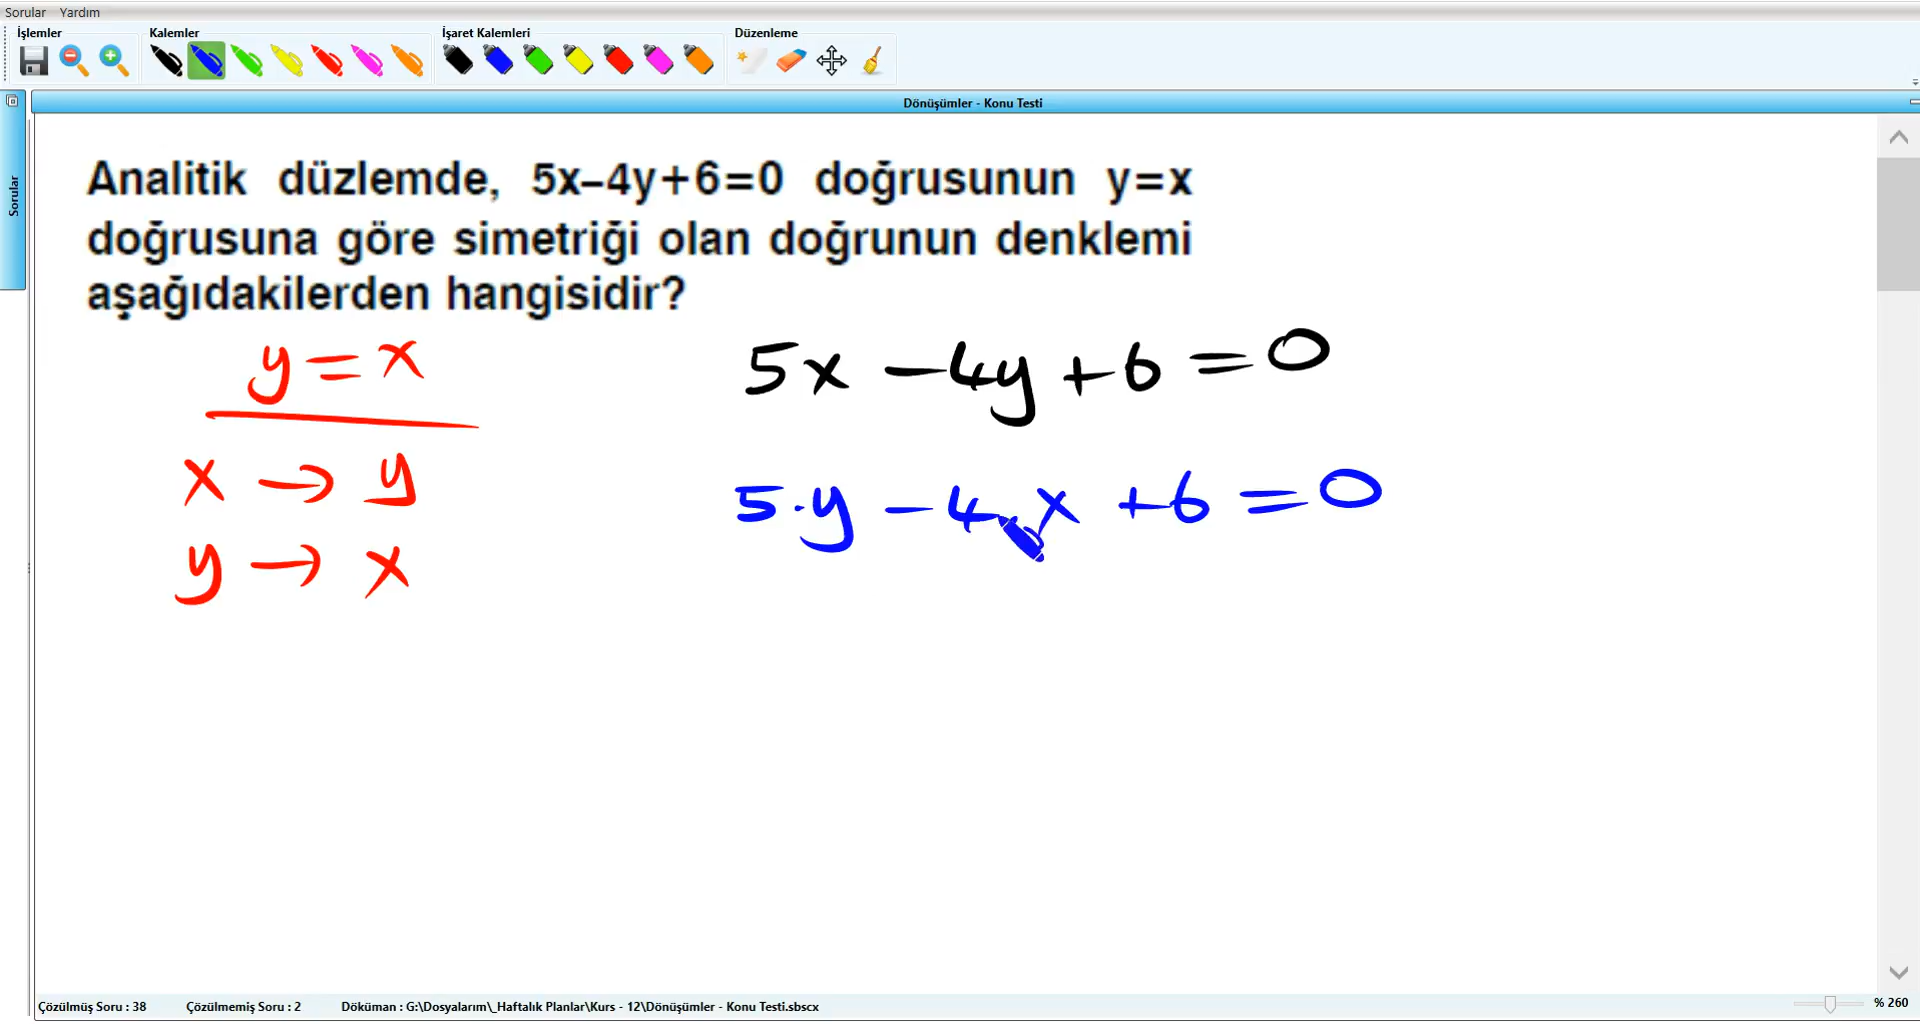 Sorular Yardım
İşlemler Kalemler İşaret Kalemleri Düzenleme
Dönüşümler - Konu Testi
Sorular
Analitik düzlemde, 5x–4y+6=0 doğrusunun y=x
doğrusuna göre simetriği olan doğrunun denklemi
aşağıdakilerden hangisidir?
y = x
x → y
y → x
5x - 4y + 6 = 0
5·y - 4·x + 6 = 0
Çözülmüş Soru : 38 Çözülmemiş Soru : 2 Döküman : G:\Dosyalarım\_Haftalık Planlar\Kurs - 12\Dönüşümler - Konu Testi.sbscx % 260